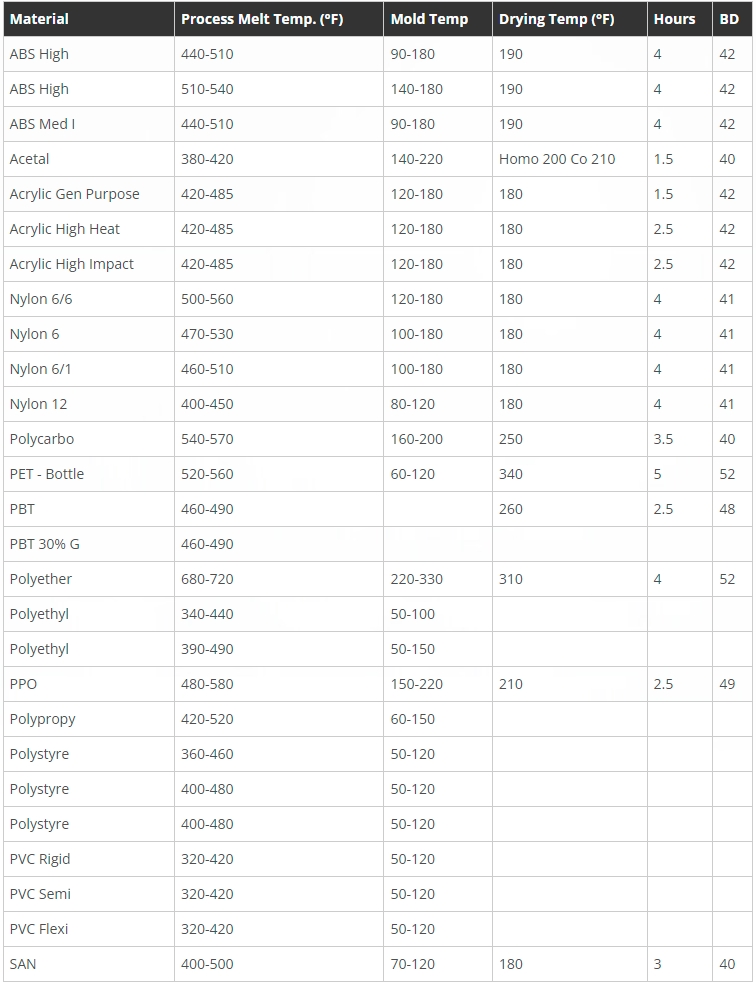 Material Process Melt Temp. (ºF) Mold Temp Drying Temp (ºF) Hours BD
ABS High 440-510 90-180 190 4 42
ABS High 510-540 140-180 190 4 42
ABS Med I 440-510 90-180 190 4 42
Acetal 380-420 140-220 Homo 200 Co 210 1.5 40
Acrylic Gen Purpose 420-485 120-180 180 1.5 42
Acrylic High Heat 420-485 120-180 180 2.5 42
Acrylic High Impact 420-485 120-180 180 2.5 42
Nylon 6/6 500-560 120-180 180 4 41
Nylon 6 470-530 100-180 180 4 41
Nylon 6/1 460-510 100-180 180 4 41
Nylon 12 400-450 80-120 180 4 41
Polycarbo 540-570 160-200 250 3.5 40
PET - Bottle 520-560 60-120 340 5 52
PBT 460-490 260 2.5 48
PBT 30% G 460-490
Polyether 680-720 220-330 310 4 52
Polyethyl 340-440 50-100
Polyethyl 390-490 50-150
PPO 480-580 150-220 210 2.5 49
Polypropy 420-520 60-150
Polystyre 360-460 50-120
Polystyre 400-480 50-120
Polystyre 400-480 50-120
PVC Rigid 320-420 50-120
PVC Semi 320-420 50-120
PVC Flexi 320-420 50-120
SAN 400-500 70-120 180 3 40